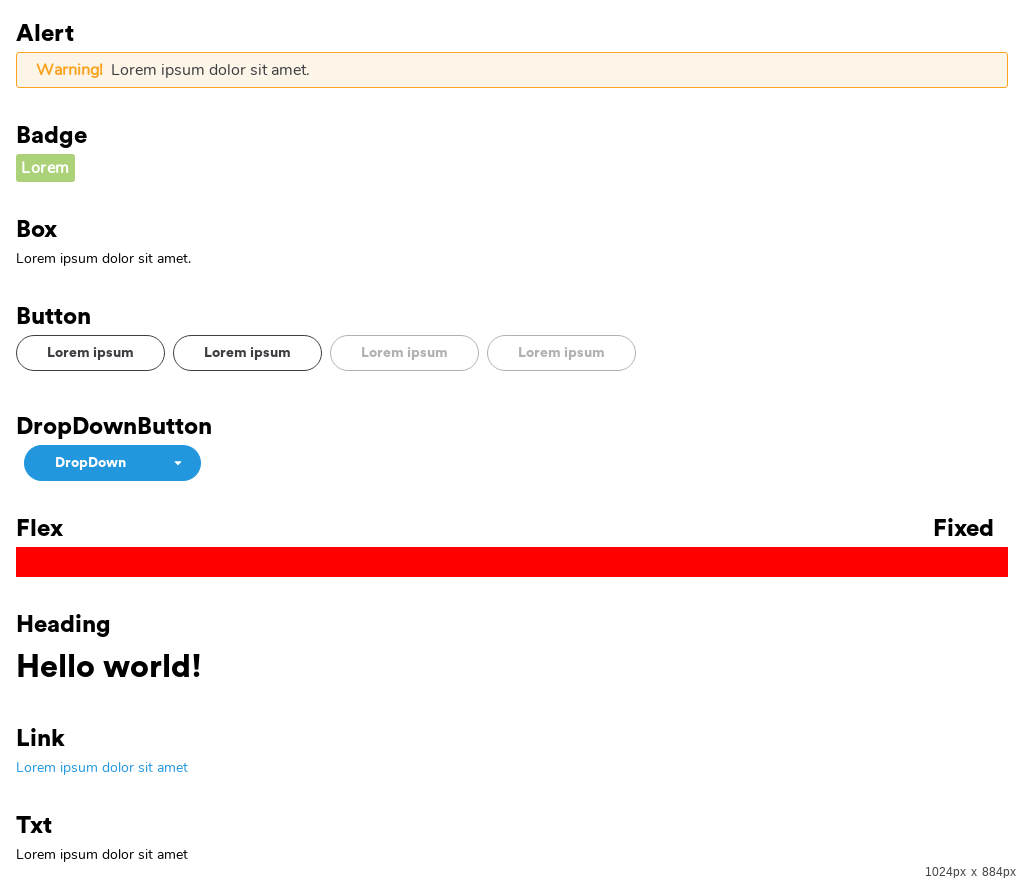 Alert
Warning! Lorem ipsum dolor sit amet.
Badge
Lorem
Box
Lorem ipsum dolor sit amet.
Button
Lorem ipsum Lorem ipsum Lorem ipsum Lorem ipsum
DropDownButton
DropDown
Flex Fixed
Heading
Hello world!
Link
Lorem ipsum dolor sit amet
Txt
Lorem ipsum dolor sit amet
1024px x 884px